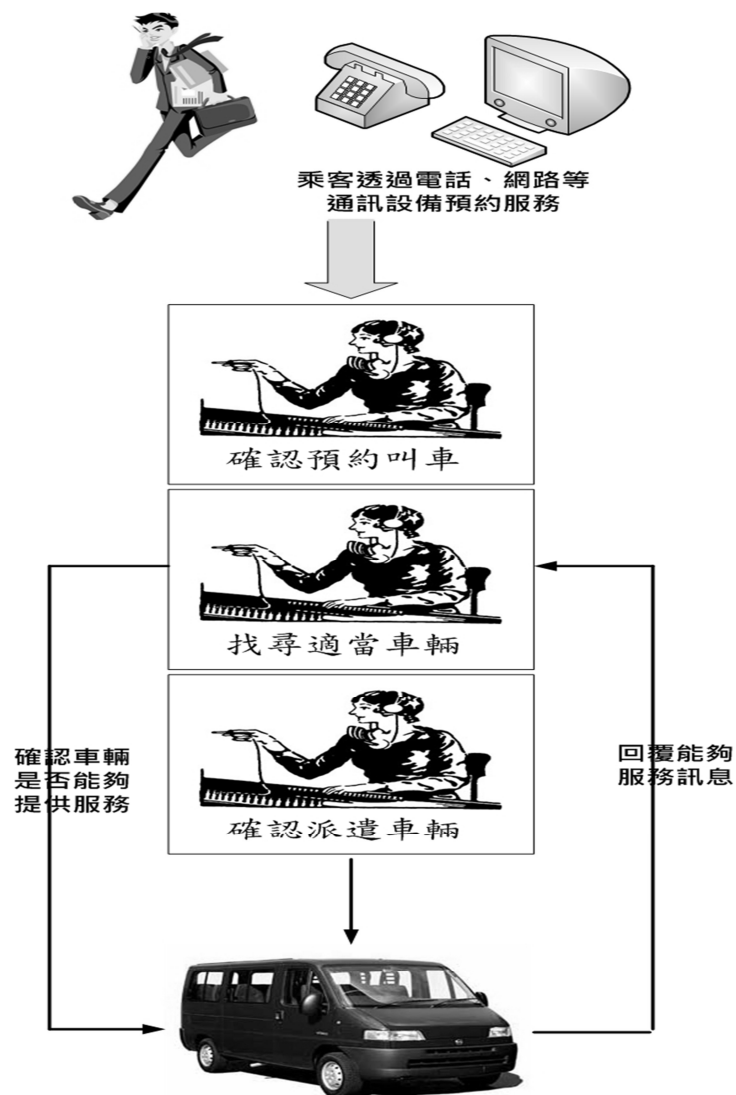 乘客透過電話、網路等
通訊設備預約服務
確認預約叫車
找尋適當車輛
確認車輛
是否能夠
提供服務
回覆能夠
服務訊息
確認派遣車輛